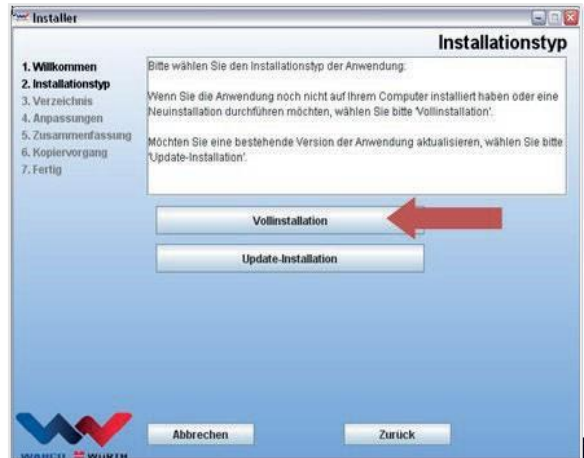 Installer
Installationstyp
1. Willkommen
2. Installationstyp
3. Verzeichnis
4. Anpassungen
5. Zusammenfassung
6. Kopiervorgang
7. Fertig
Bitte wählen Sie den Installationstyp der Anwendung:
Wenn Sie die Anwendung noch nicht auf Ihrem Computer installiert haben oder eine
Neuinstallation durchführen möchten, wählen Sie bitte 'Vollinstallation'.
Möchten Sie eine bestehende Version der Anwendung aktualisieren, wählen Sie bitte
'Update-Installation'.
Vollinstallation
Update-Installation
Abbrechen
Zurück
WABCO WÜRTH